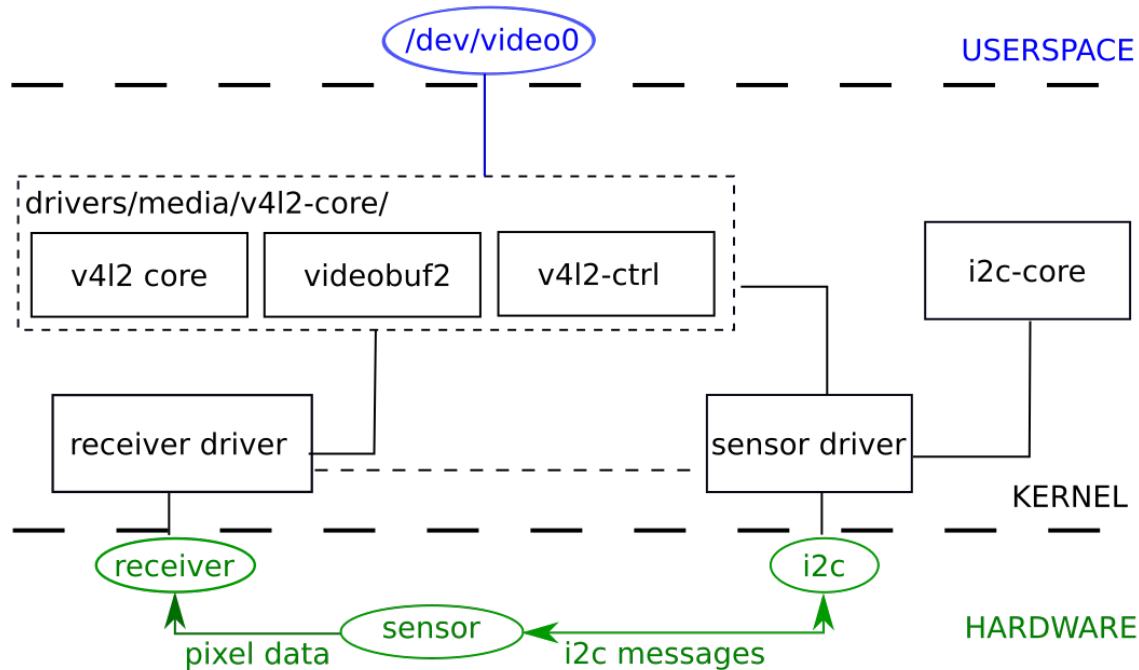 /dev/video0
USERSPACE
drivers/media/v4l2-core/
v4l2 core
videobuf2
v4l2-ctrl
i2c-core
receiver driver
sensor driver
KERNEL
receiver
i2c
sensor
HARDWARE
pixel data
i2c messages